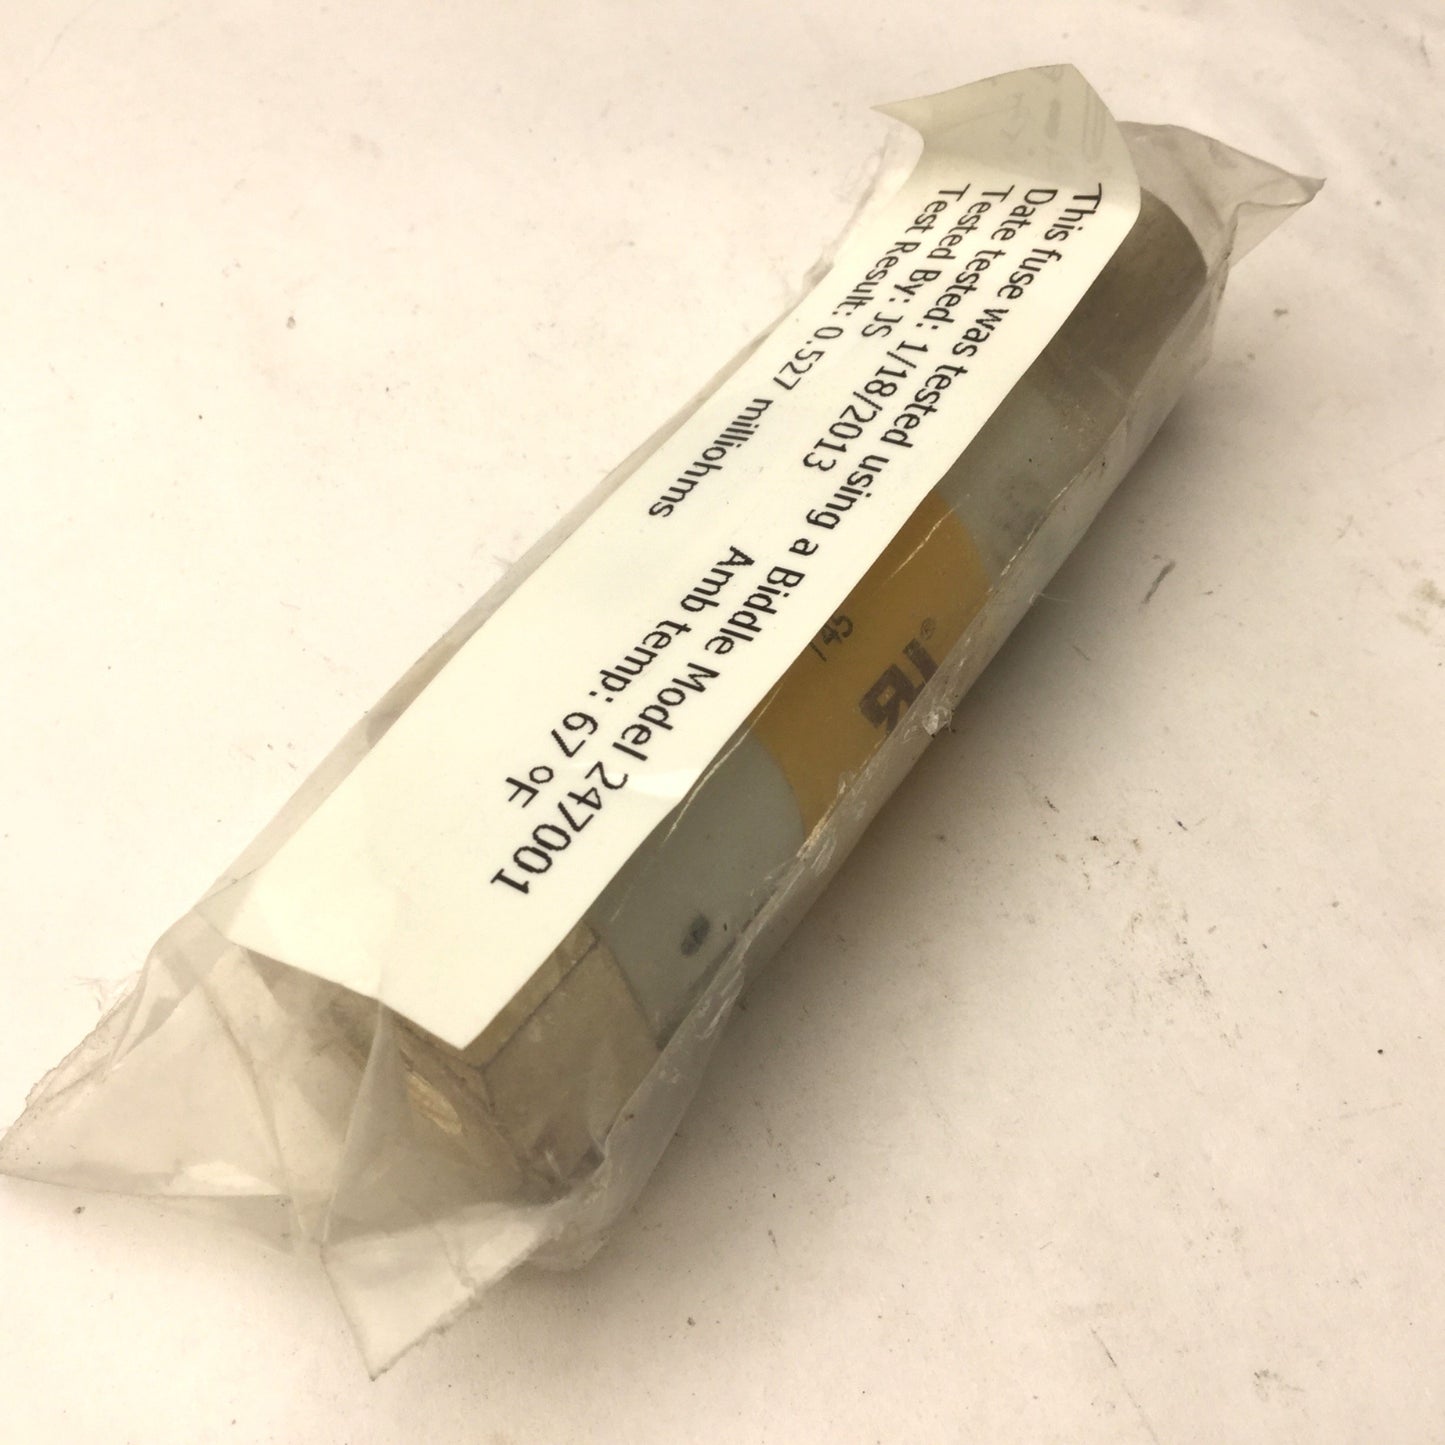 This fuse was tested using a Biddle Model 247001
Date tested: 1/18/2013 Amb temp: 67 °F
Tested By: JS
Test Result: 0.527 milliohms
TB®